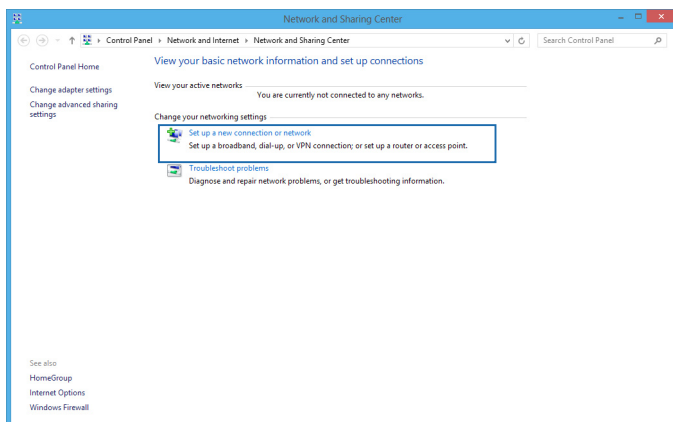 Network and Sharing Center
Control Panel Network and Internet Network and Sharing Center
Search Control Panel
Control Panel Home
Change adapter settings
Change advanced sharing
settings
View your basic network information and set up connections
View your active networks
You are currently not connected to any networks.
Change your networking settings
Set up a new connection or network
Set up a broadband, dial-up, or VPN connection; or set up a router or access point.
Troubleshoot problems
Diagnose and repair network problems, or get troubleshooting information.
See also
HomeGroup
Internet Options
Windows Firewall